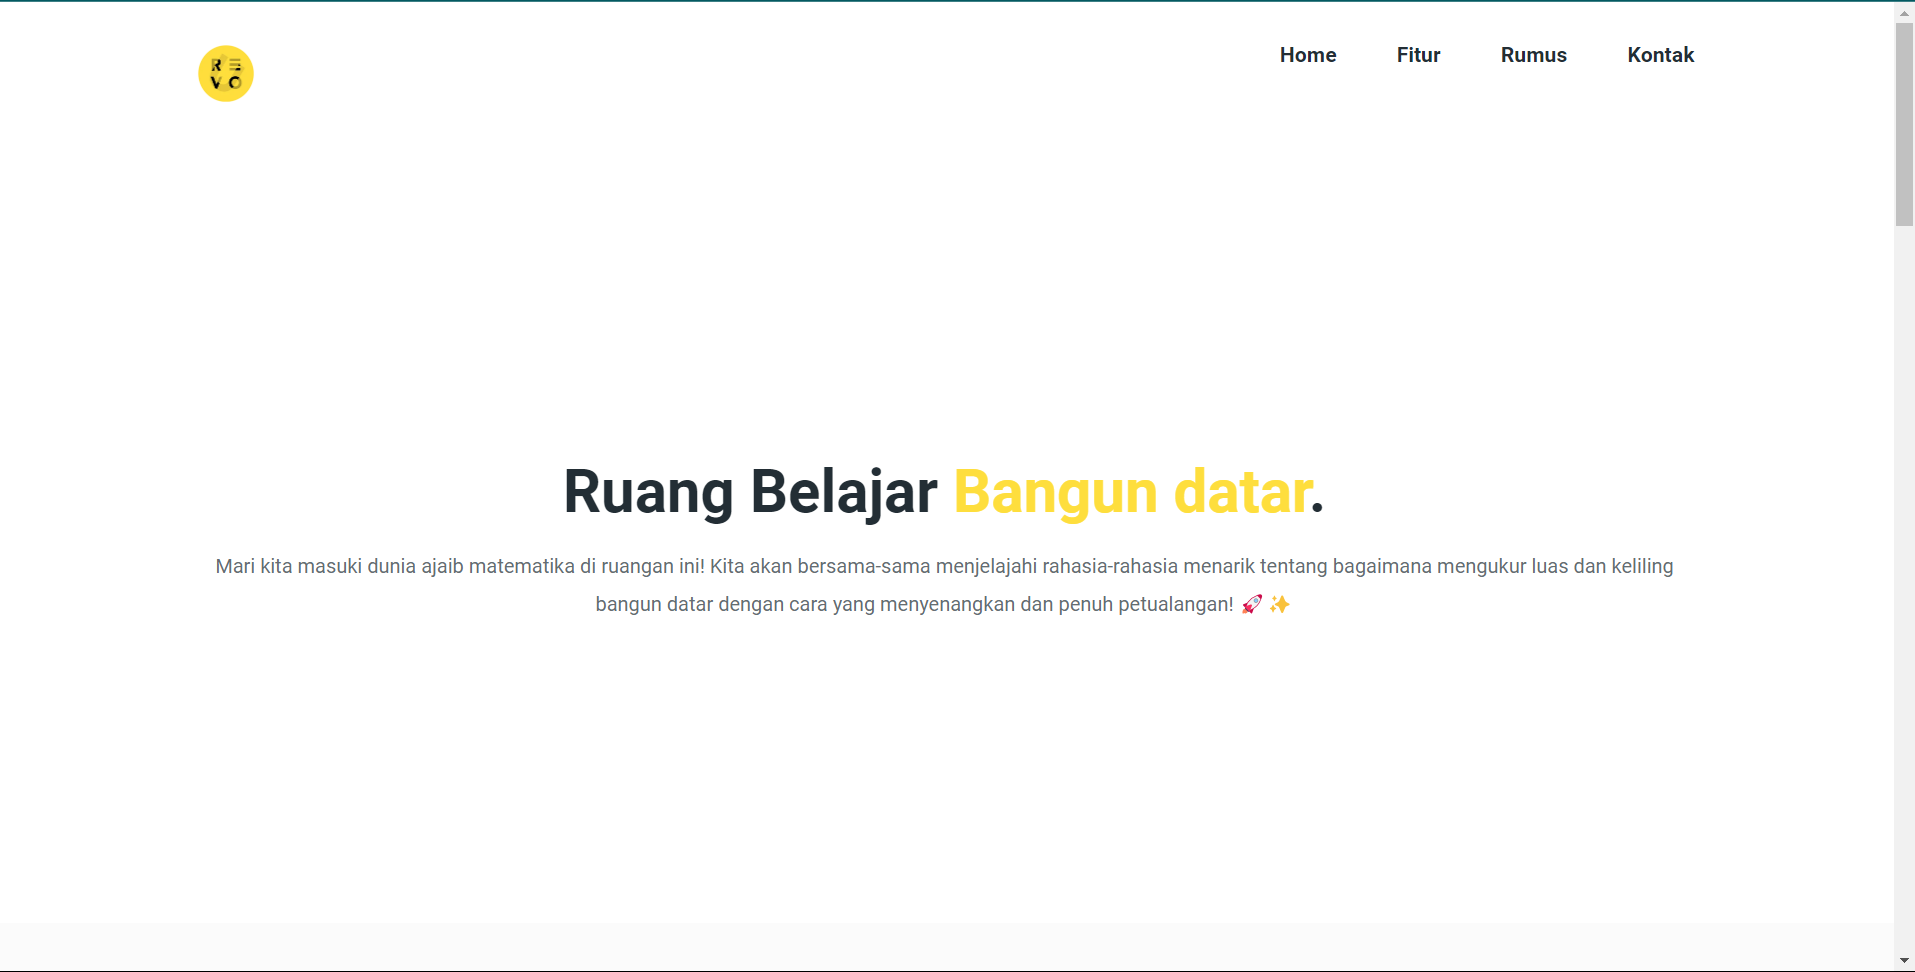 RE
VO
Home Fitur Rumus Kontak
Ruang Belajar Bangun datar.
Mari kita masuki dunia ajaib matematika di ruangan ini! Kita akan bersama-sama menjelajahi rahasia-rahasia menarik tentang bagaimana mengukur luas dan keliling
bangun datar dengan cara yang menyenangkan dan penuh petualangan! 🚀 ✨